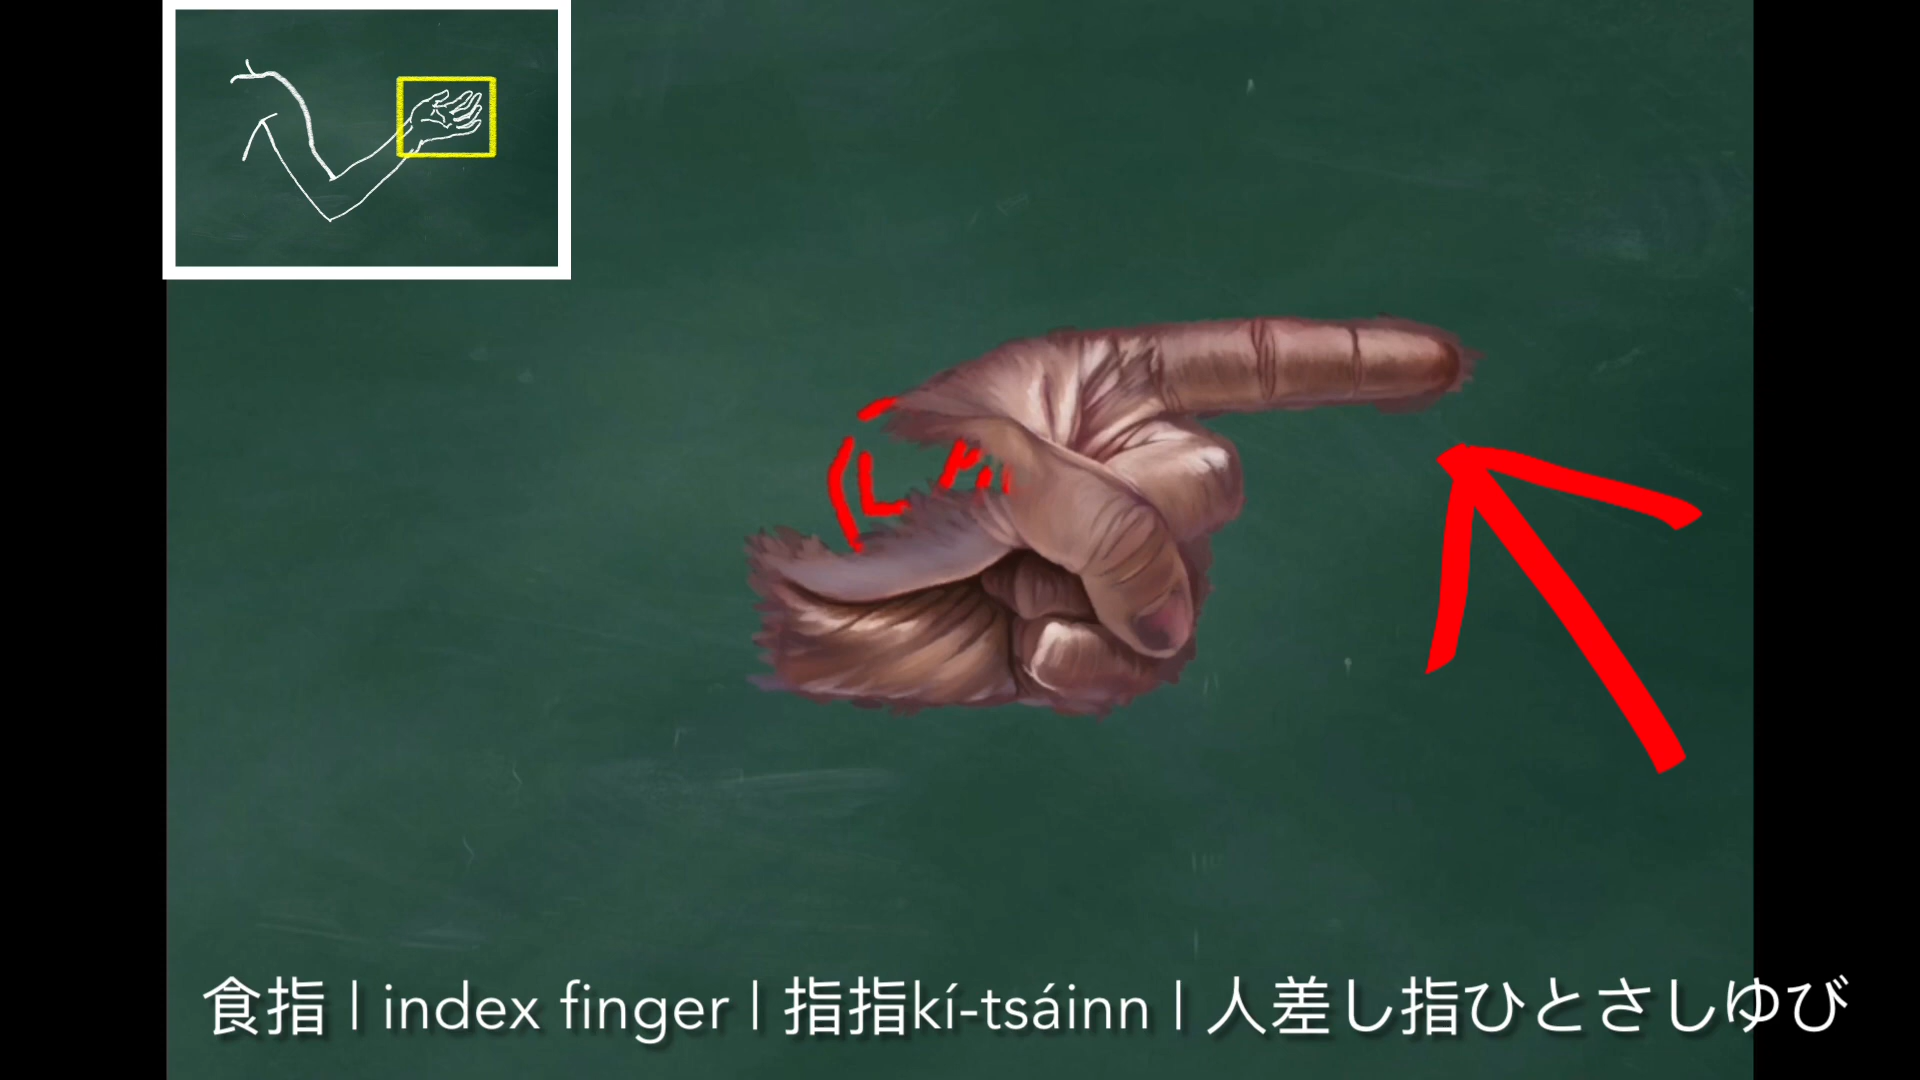 食指 | index finger | 指指kí-tsáinn | 人差し指ひとさしゆび